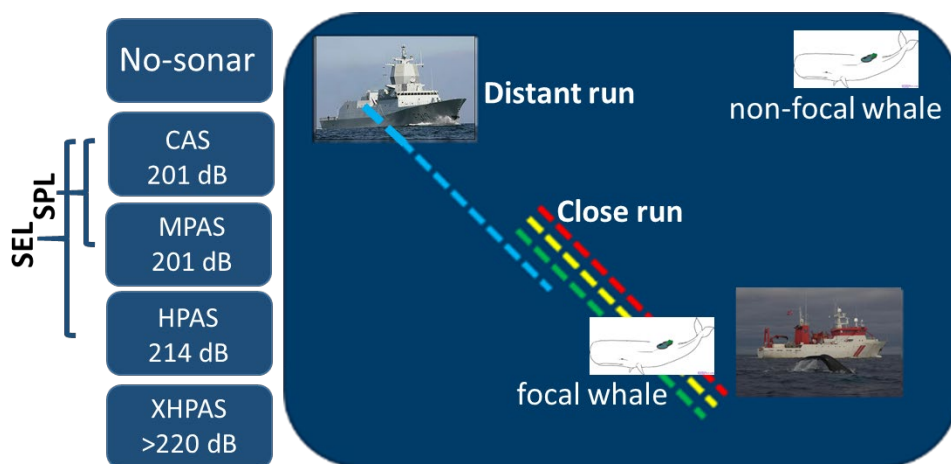 No-sonar
CAS
201 dB
MPAS
201 dB
HPAS
214 dB
XHPAS
>220 dB
SEL
SPL
Distant run
non-focal whale
Close run
focal whale